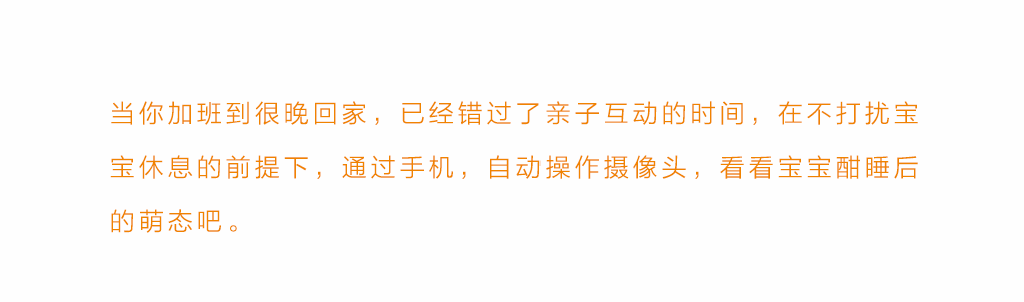 当你加班到很晚回家，已经错过了亲子互动的时间，在不打扰宝
宝休息的前提下，通过手机，自动操作摄像头，看看宝宝酣睡后
的萌态吧。